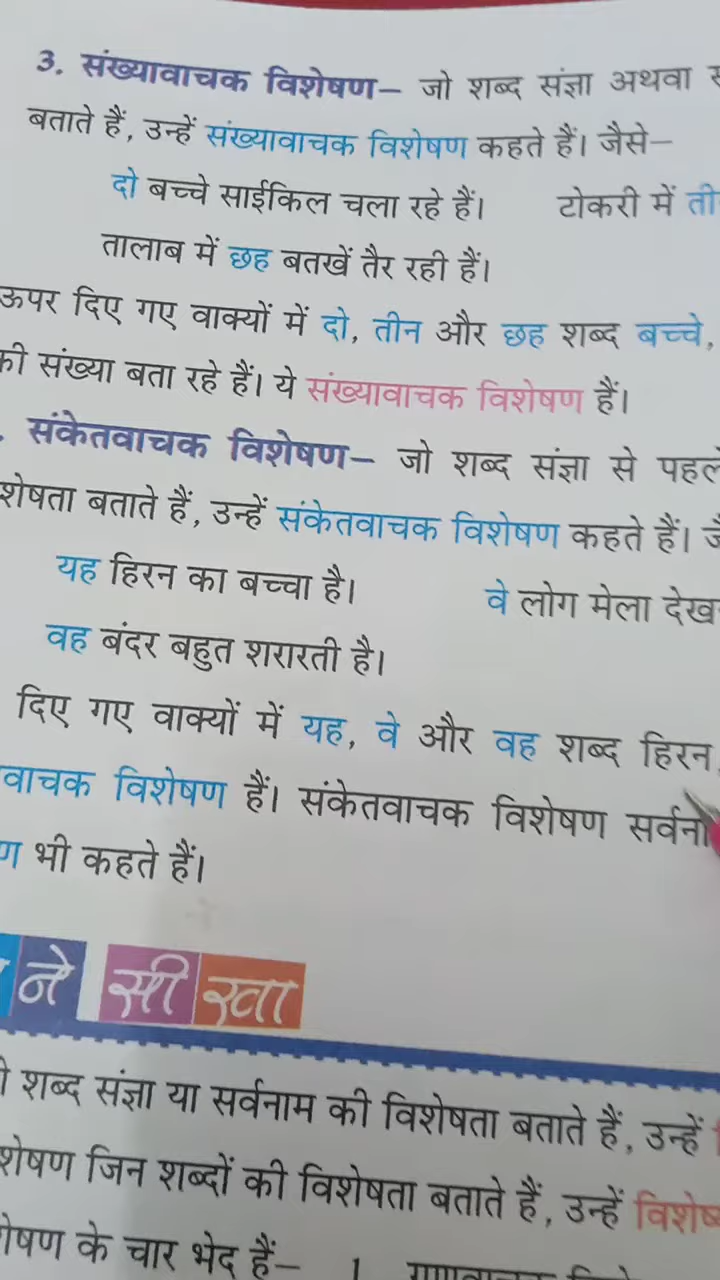 3. संख्यावाचक विशेषण– जो शब्द संज्ञा अथवा
बताते हैं, उन्हें संख्यावाचक विशेषण कहते हैं। जैसे–
दो बच्चे साईकिल चला रहे हैं। टोकरी में
तालाब में छह बतखें तैर रही हैं।
ऊपर दिए गए वाक्यों में दो, तीन और छह शब्द बच्चे,
की संख्या बता रहे हैं। ये संख्यावाचक विशेषण हैं।
संकेतवाचक विशेषण– जो शब्द संज्ञा से
बताते हैं, उन्हें संकेतवाचक विशेषण कहते हैं।
यह हिरन का बच्चा है। वे लोग मेला
वह बंदर बहुत शरारती है।
दिए गए वाक्यों में यह, वे और वह शब्द हिरन
वाचक विशेषण हैं। संकेतवाचक विशेषण
भी कहते हैं।
ने सीखा
शब्द संज्ञा या सर्वनाम की विशेषता बताते हैं, उन्हें
जिन शब्दों की विशेषता बताते हैं, उन्हें
के चार भेद हैं– 1.